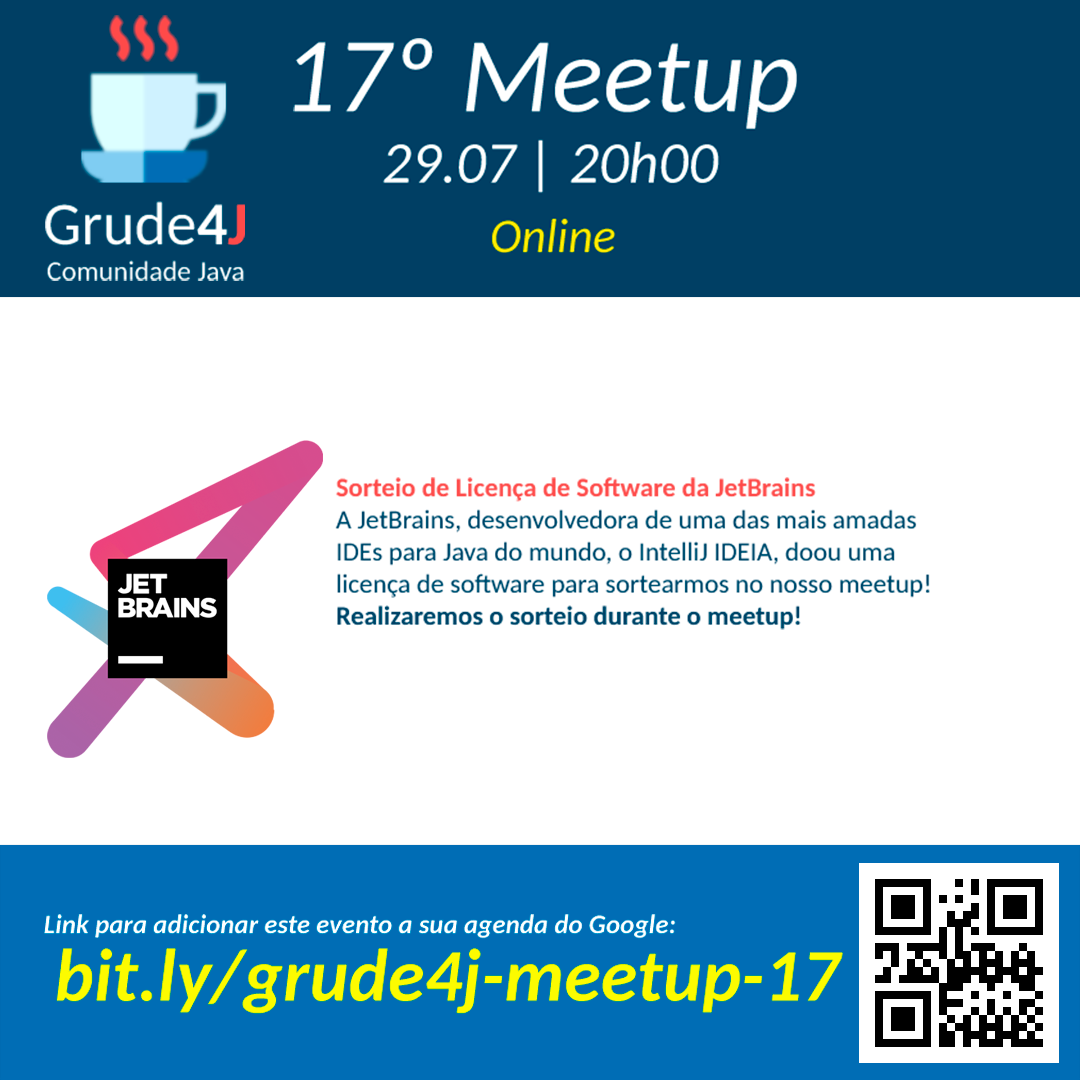 17º Meetup
29.07 | 20h00
Online
Grude4J
Comunidade Java
JET
BRAINS
Sorteio de Licença de Software da JetBrains
A JetBrains, desenvolvedora de uma das mais amadas
IDEs para Java do mundo, o IntelliJ IDEIA, doou uma
licença de software para sortearmos no nosso meetup!
Realizaremos o sorteio durante o meetup!
Link para adicionar este evento a sua agenda do Google:
bit.ly/grude4j-meetup-17